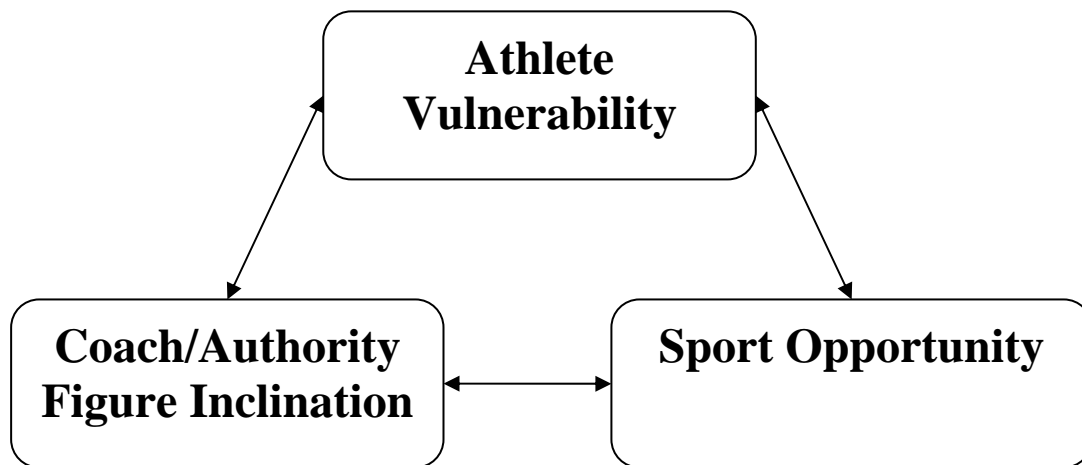 Athlete
Vulnerability
Coach/Authority
Figure Inclination
Sport Opportunity